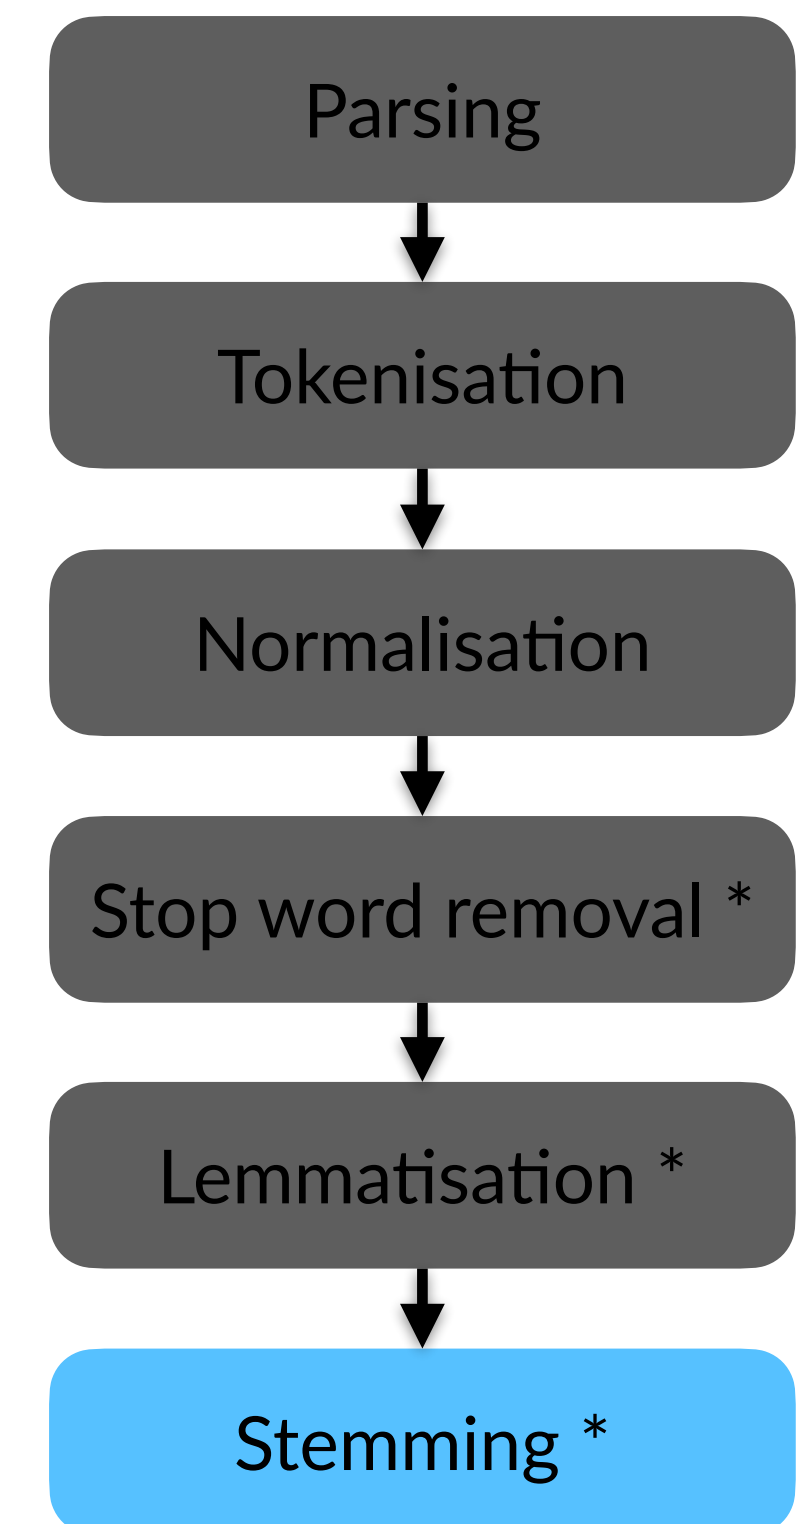 Parsing
Tokenisation
Normalisation
Stop word removal *
Lemmatisation *
Stemming *